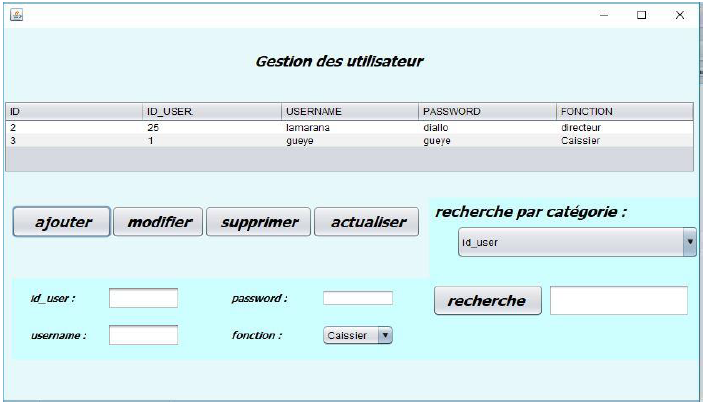 Gestion des utilisateur
ID ID_USER. USERNAME PASSWORD FONCTION
2 25 lamarana diallo directeur
3 1 gueye gueye Caissier
ajouter modifier supprimer actualiser
recherche par catégorie :
id_user
id_user : password :
recherche
username : fonction : Caissier